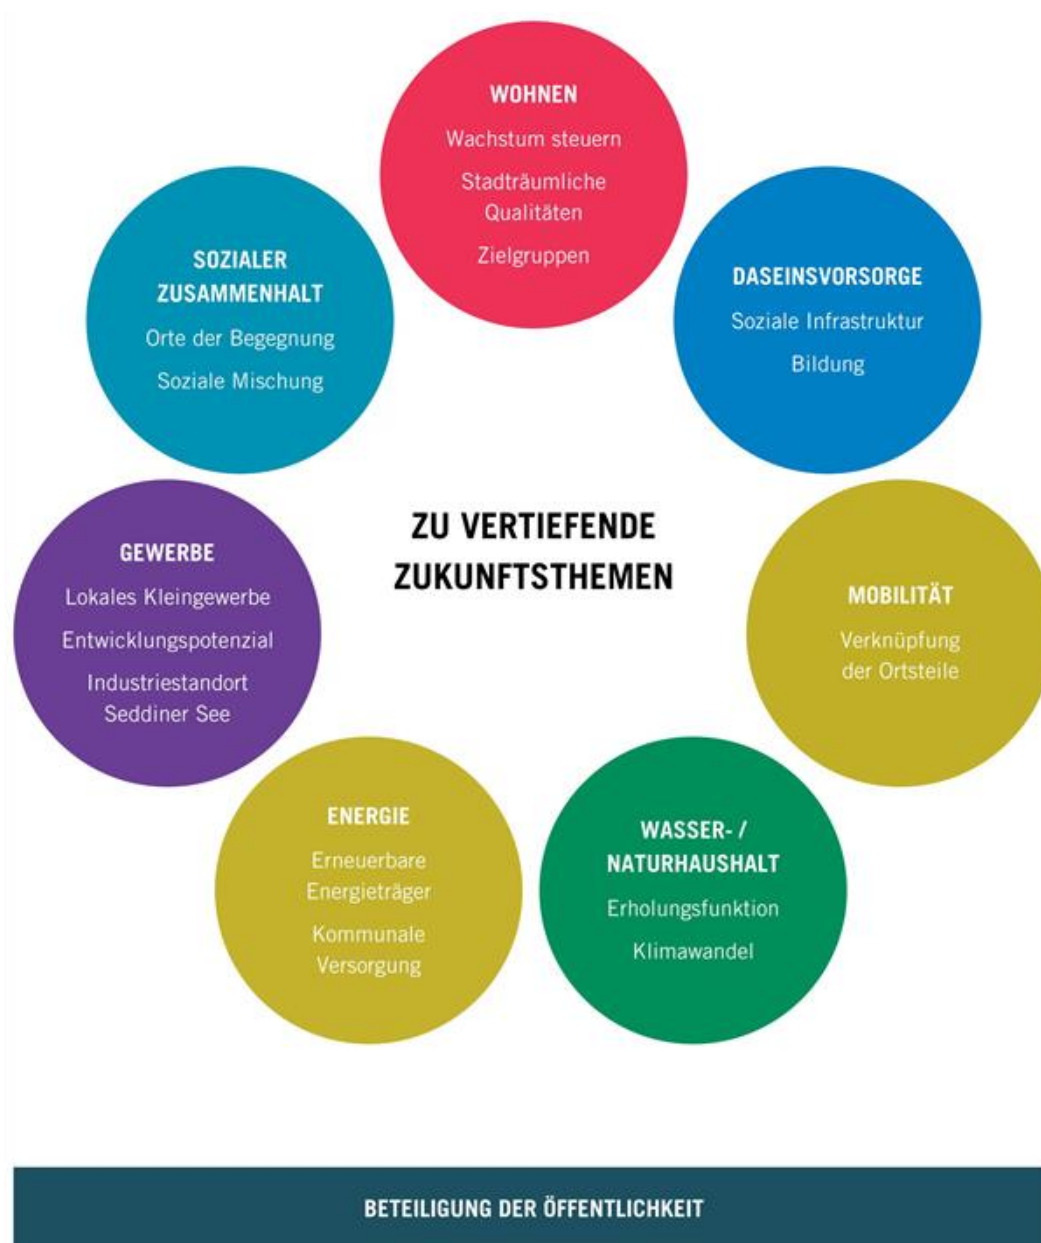 WOHNEN
Wachstum steuern
Stadträumliche
Qualitäten
Zielgruppen
DASEINSVORSORGE
Soziale Infrastruktur
Bildung
MOBILITÄT
Verknüpfung
der Ortsteile
WASSER- /
NATURHAUSHALT
Erholungsfunktion
Klimawandel
ENERGIE
Erneuerbare
Energieträger
Kommunale
Versorgung
GEWERBE
Lokales Kleingewerbe
Entwicklungspotenzial
Industriestandort
Seddiner See
SOZIALER
ZUSAMMENHALT
Orte der Begegnung
Soziale Mischung
ZU VERTIEFENDE
ZUKUNFTSTHEMEN
BETEILIGUNG DER ÖFFENTLICHKEIT